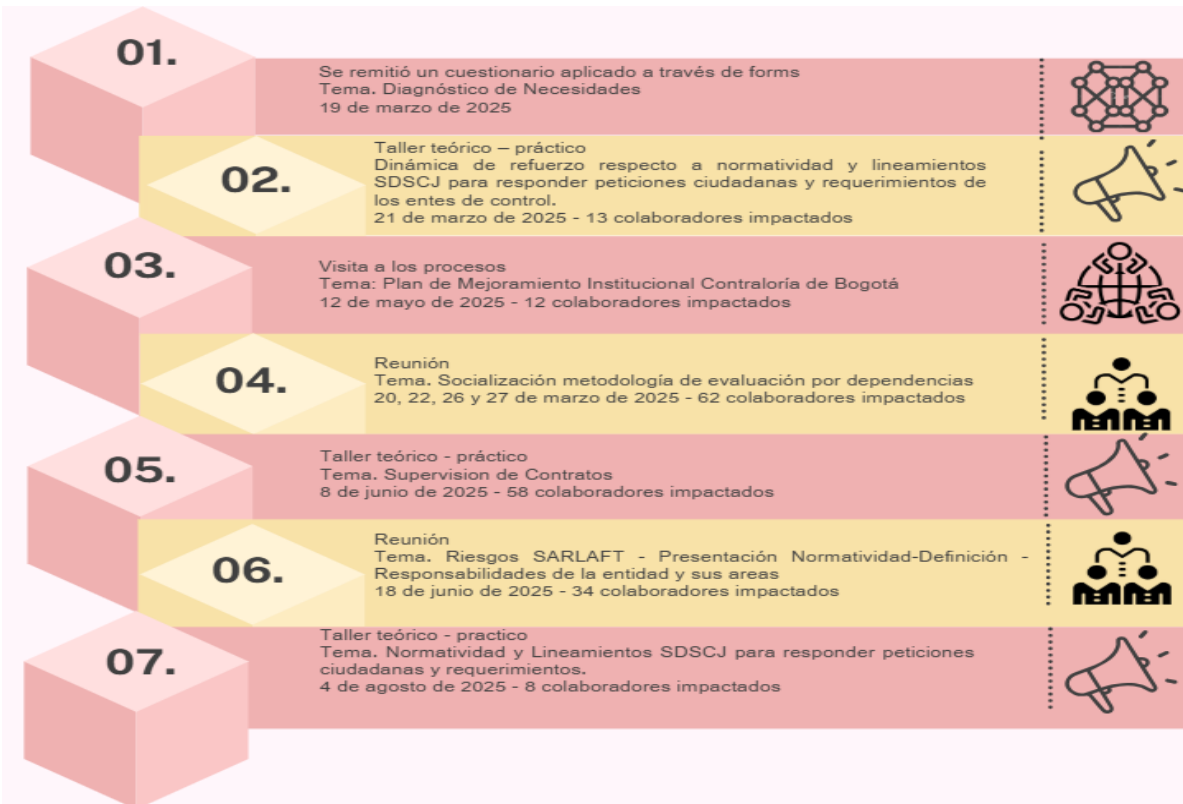 01.
Se remitió un cuestionario aplicado a través de forms
Tema. Diagnóstico de Necesidades
19 de marzo de 2025
02.
Taller teórico – práctico
Dinámica de refuerzo respecto a normatividad y lineamientos
SDSCJ para responder peticiones ciudadanas y requerimientos de
los entes de control.
21 de marzo de 2025 - 13 colaboradores impactados
03.
Visita a los procesos
Tema: Plan de Mejoramiento Institucional Contraloría de Bogotá
12 de mayo de 2025 - 12 colaboradores impactados
04.
Reunión
Tema. Socialización metodología de evaluación por dependencias
20, 22, 26 y 27 de marzo de 2025 - 62 colaboradores impactados
05.
Taller teórico - práctico
Tema. Supervision de Contratos
8 de junio de 2025 - 58 colaboradores impactados
06.
Reunión
Tema. Riesgos SARLAFT - Presentación Normatividad-Definición -
Responsabilidades de la entidad y sus areas
18 de junio de 2025 - 34 colaboradores impactados
07.
Taller teórico - practico
Tema. Normatividad y Lineamientos SDSCJ para responder peticiones
ciudadanas y requerimientos.
4 de agosto de 2025 - 8 colaboradores impactados